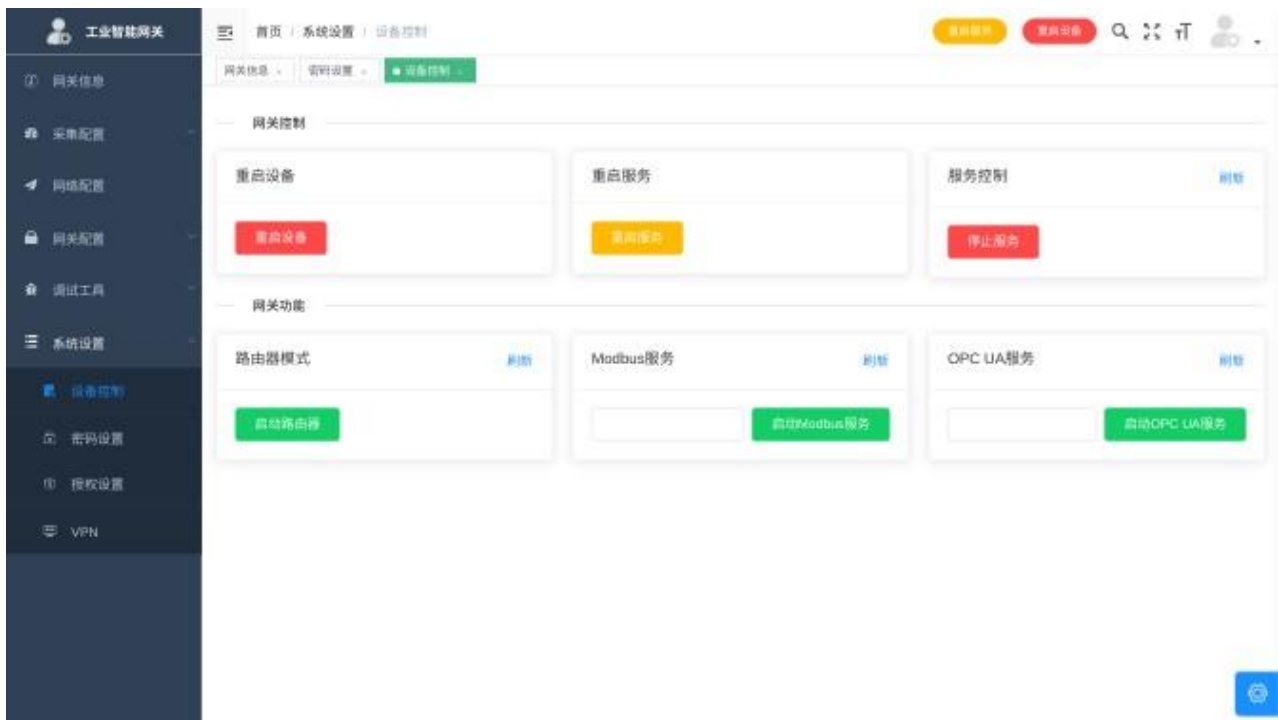 工业智能网关
首页 / 系统设置 / 设备控制
重启服务 重启设备
网关信息 密码设置 设备控制
网关信息
采集配置
网络配置
网关配置
调试工具
系统设置
设备控制
密码设置
授权设置
VPN
网关控制
重启设备
重启设备
重启服务
重启服务
服务控制 刷新
停止服务
网关功能
路由器模式 刷新
启动路由器
Modbus服务 刷新
启动Modbus服务
OPC UA服务 刷新
启动OPC UA服务